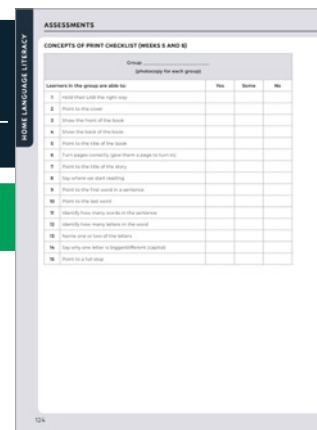 ASSESSMENTS
HOME LANGUAGE LITERACY
CONCEPTS OF PRINT CHECKLIST (WEEKS 5 AND 6)
Group:
(photocopy for each group)
Learners in the group are able to: Yes Some No
1 Hold their LAB the right way
2 Point to the cover
3 Show the front of the book
4 Show the back of the book
5 Point to the title of the book
6 Turn pages correctly (give them a page to turn to)
7 Point to the title of the story
8 Say where we start reading
9 Point to the first word in a sentence
10 Point to the last word
11 Identify how many words in the sentence
12 Identify how many letters in the word
13 Name one or two of the letters
14 Say why one letter is bigger/different (capital)
15 Point to a full stop
124